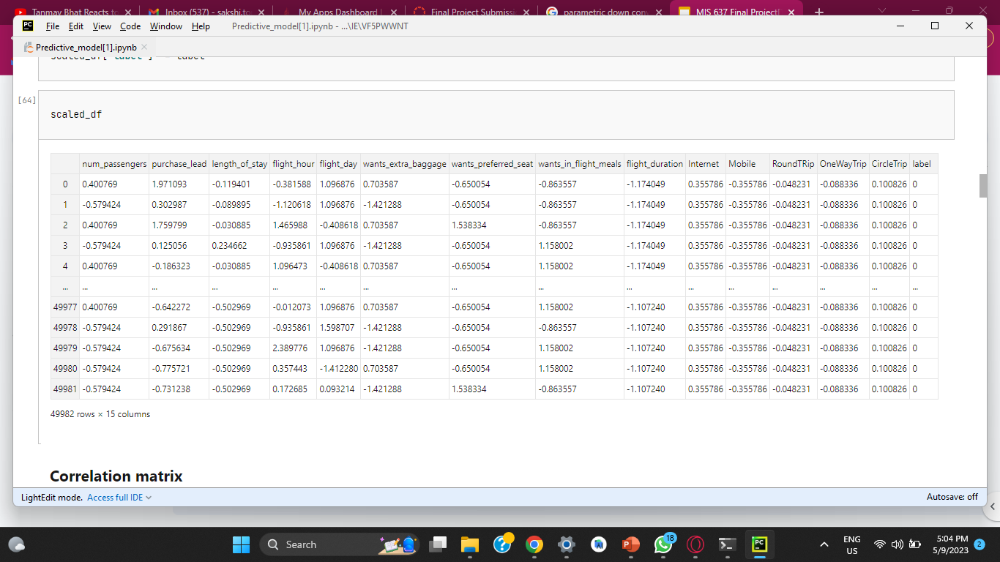 Tanmay Bhat Reacts to
Inbox (537) - sakshi.to
My Apps Dashboard |
Final Project Submissi
parametric down con
MIS 637 Final Project[
PC File Edit View Code Window Help Predictive_model[1].ipynb - ...\IE\VF5PWWNT
Predictive_model[1].ipynb
scaled_df['label'] = label
[64]
scaled_df
num_passengers purchase_lead length_of_stay flight_hour flight_day wants_extra_baggage wants_preferred_seat wants_in_flight_meals flight_duration Internet Mobile RoundTRip OneWayTrip CircleTrip label
0 0.400769 1.971093 -0.119401 -0.381588 1.096876 0.703587 -0.650054 -0.863557 -1.174049 0.355786 -0.355786 -0.048231 -0.088336 0.100826 0
1 -0.579424 0.302987 -0.089895 -1.120618 1.096876 -1.421288 -0.650054 -0.863557 -1.174049 0.355786 -0.355786 -0.048231 -0.088336 0.100826 0
2 0.400769 1.759799 -0.030885 1.465988 -0.408618 0.703587 1.538334 -0.863557 -1.174049 0.355786 -0.355786 -0.048231 -0.088336 0.100826 0
3 -0.579424 0.125056 0.234662 -0.935861 1.096876 -1.421288 -0.650054 1.158002 -1.174049 0.355786 -0.355786 -0.048231 -0.088336 0.100826 0
4 0.400769 -0.186323 -0.030885 1.096473 -0.408618 0.703587 -0.650054 1.158002 -1.174049 0.355786 -0.355786 -0.048231 -0.088336 0.100826 0
... ... ... ... ... ... ... ... ... ... ... ... ... ... ... ...
49977 0.400769 -0.642272 -0.502969 -0.012073 1.096876 0.703587 -0.650054 1.158002 -1.107240 0.355786 -0.355786 -0.048231 -0.088336 0.100826 0
49978 -0.579424 0.291867 -0.502969 -0.935861 1.598707 -1.421288 -0.650054 -0.863557 -1.107240 0.355786 -0.355786 -0.048231 -0.088336 0.100826 0
49979 -0.579424 -0.675634 -0.502969 2.389776 1.096876 -1.421288 -0.650054 1.158002 -1.107240 0.355786 -0.355786 -0.048231 -0.088336 0.100826 0
49980 -0.579424 -0.775721 -0.502969 0.357443 -1.412280 0.703587 -0.650054 1.158002 -1.107240 0.355786 -0.355786 -0.048231 -0.088336 0.100826 0
49981 -0.579424 -0.731238 -0.502969 0.172685 0.093214 -1.421288 1.538334 -0.863557 -1.107240 0.355786 -0.355786 -0.048231 -0.088336 0.100826 0
49982 rows × 15 columns
Correlation matrix
LightEdit mode. Access full IDE Autosave: off
Search
18
PC
ENG
US
5:04 PM
5/9/2023
2